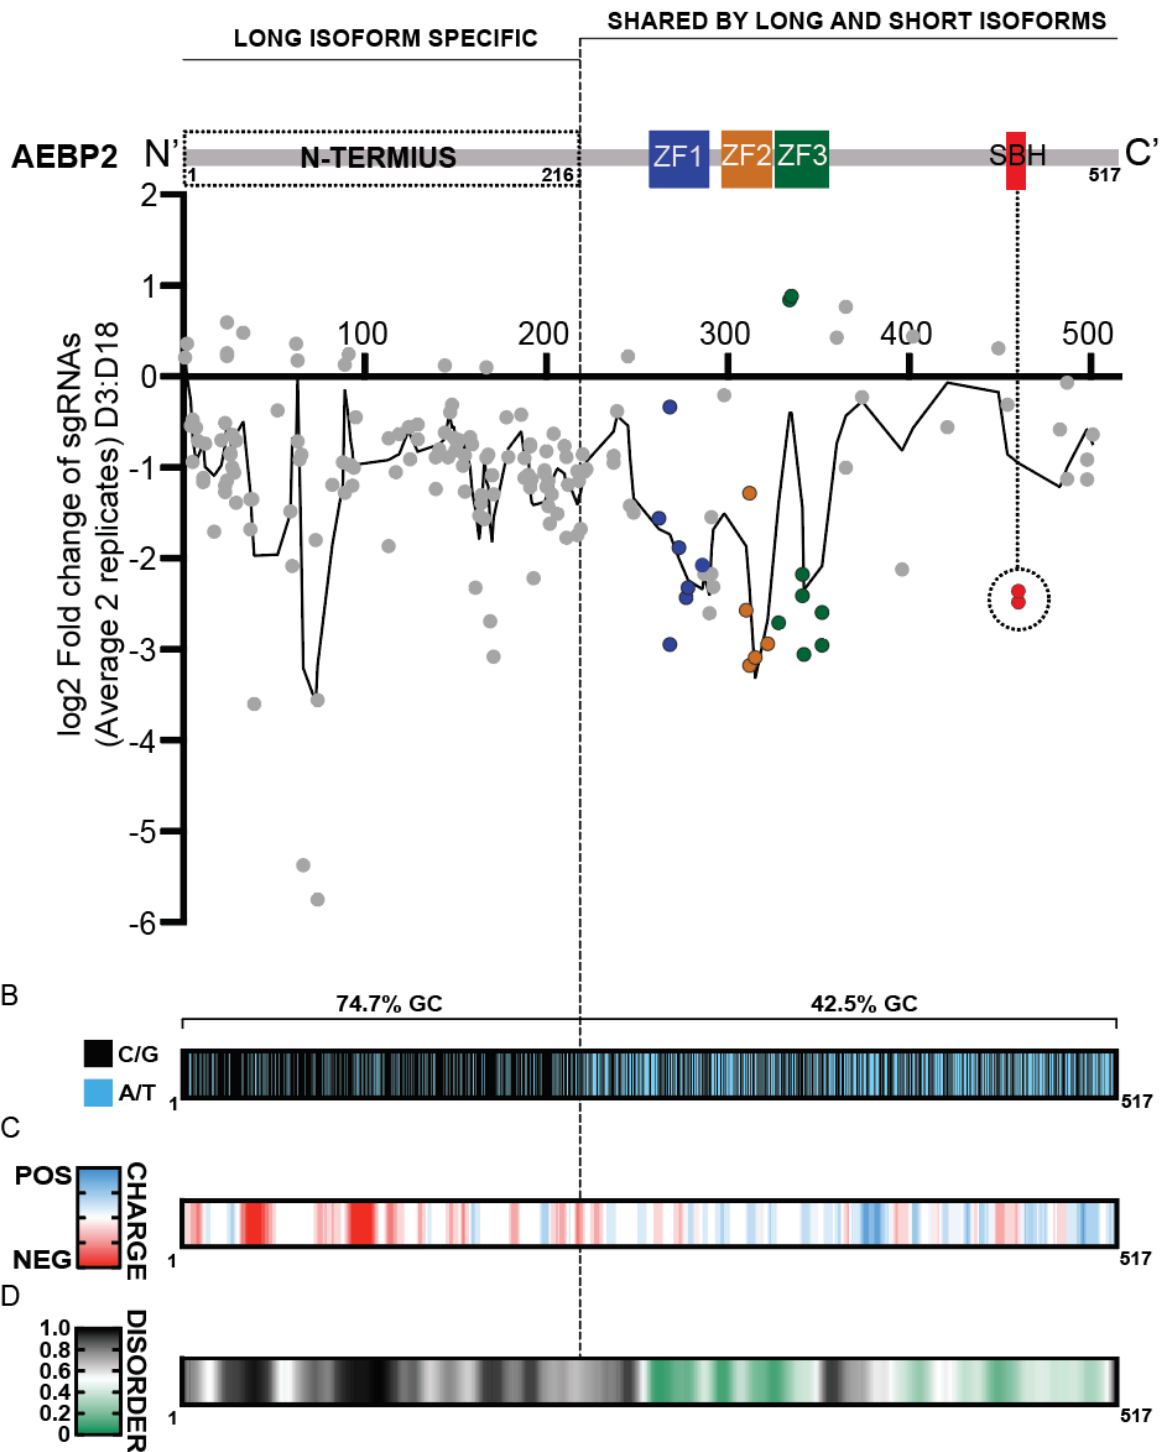 SHARED BY LONG AND SHORT ISOFORMS
LONG ISOFORM SPECIFIC
AEBP2 N' N-TERMIUS ZF1 ZF2 ZF3 SBH C'
1 216 517
log2 Fold change of sgRNAs
(Average 2 replicates) D3:D18
2
1
0
-1
-2
-3
-4
-5
-6
100 200 300 400 500
B
74.7% GC 42.5% GC
C/G
A/T
1 517
C
POS
NEG
CHARGE
1 517
D
1.0
0.8
0.6
0.4
0.2
0
DISORDER
1 517